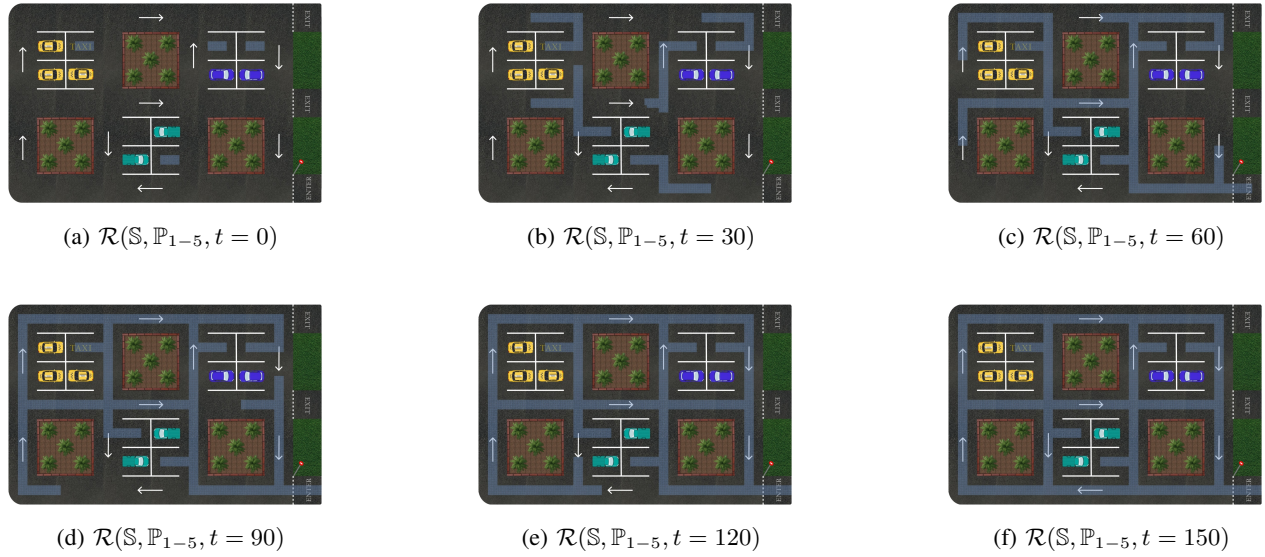 TAXI
EXIT
EXIT
ENTER
EXIT
EXIT
ENTER
TAXI
EXIT
EXIT
ENTER
(a) ℛ(𝕊, ℙ₁₋₅, t = 0)
(b) ℛ(𝕊, ℙ₁₋₅, t = 30)
(c) ℛ(𝕊, ℙ₁₋₅, t = 60)
TAXI
EXIT
EXIT
ENTER
TAXI
EXIT
EXIT
ENTER
TAXI
EXIT
EXIT
ENTER
(d) ℛ(𝕊, ℙ₁₋₅, t = 90)
(e) ℛ(𝕊, ℙ₁₋₅, t = 120)
(f) ℛ(𝕊, ℙ₁₋₅, t = 150)